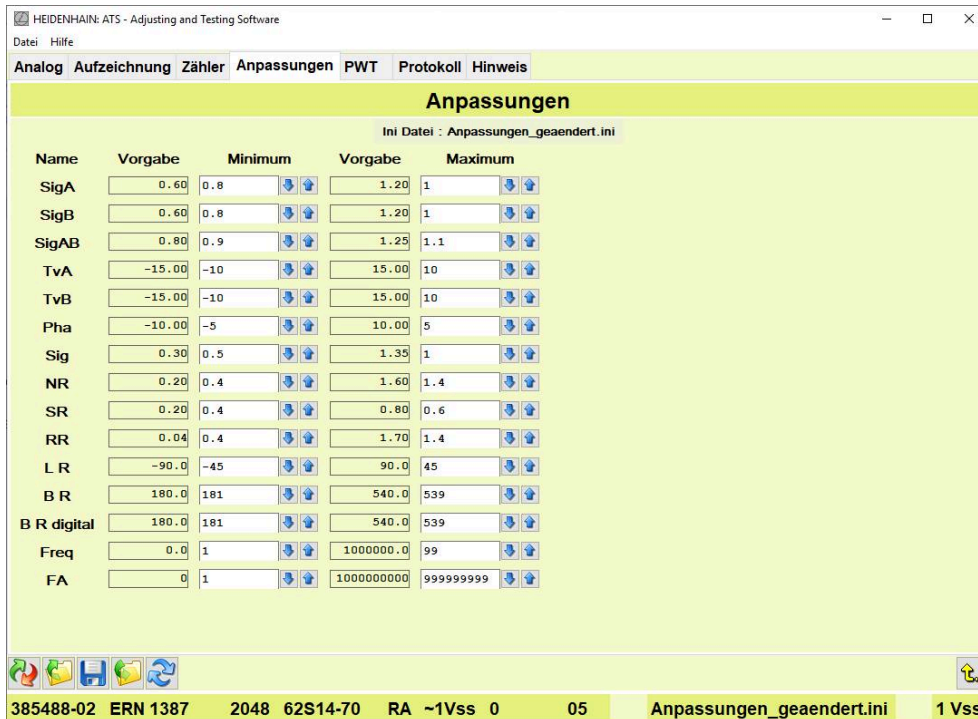 HEIDENHAIN: ATS - Adjusting and Testing Software
Datei Hilfe
Analog Aufzeichnung Zähler Anpassungen PWT Protokoll Hinweis
Anpassungen
Ini Datei : Anpassungen_geaendert.ini
Name Vorgabe Minimum Vorgabe Maximum
SigA 0.60 0.8 1.20 1
SigB 0.60 0.8 1.20 1
SigAB 0.80 0.9 1.25 1.1
TvA -15.00 -10 15.00 10
TvB -15.00 -10 15.00 10
Pha -10.00 -5 10.00 5
Sig 0.30 0.5 1.35 1
NR 0.20 0.4 1.60 1.4
SR 0.20 0.4 0.80 0.6
RR 0.04 0.4 1.70 1.4
L R -90.0 -45 90.0 45
B R 180.0 181 540.0 539
B R digital 180.0 181 540.0 539
Freq 0.0 1 1000000.0 99
FA 0 1 1000000000 999999999
385488-02 ERN 1387 2048 62S14-70 RA ~1Vss 0 05 Anpassungen_geaendert.ini 1 Vss